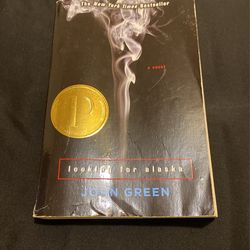 The New York Times Bestseller
a novel
P
looking for alaska
JOHN GREEN